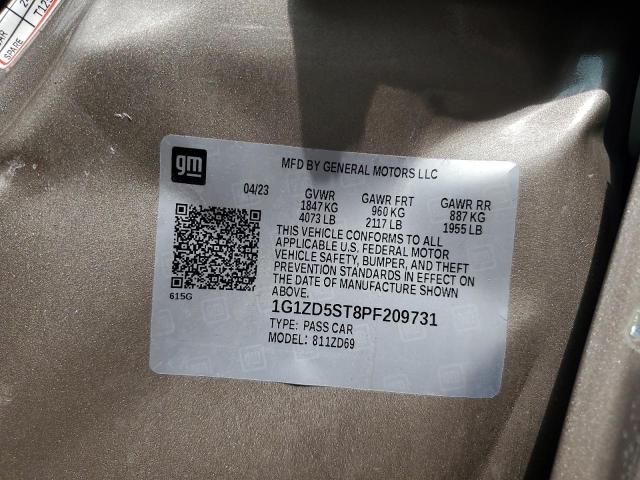 SPARE
gm
MFD BY GENERAL MOTORS LLC
04/23
GVWR GAWR FRT GAWR RR
1847 KG 960 KG 887 KG
4073 LB 2117 LB 1955 LB
THIS VEHICLE CONFORMS TO ALL
APPLICABLE U.S. FEDERAL MOTOR
VEHICLE SAFETY, BUMPER, AND THEFT
PREVENTION STANDARDS IN EFFECT ON
THE DATE OF MANUFACTURE SHOWN
ABOVE.
615G
1G1ZD5ST8PF209731
TYPE: PASS CAR
MODEL: 811ZD69